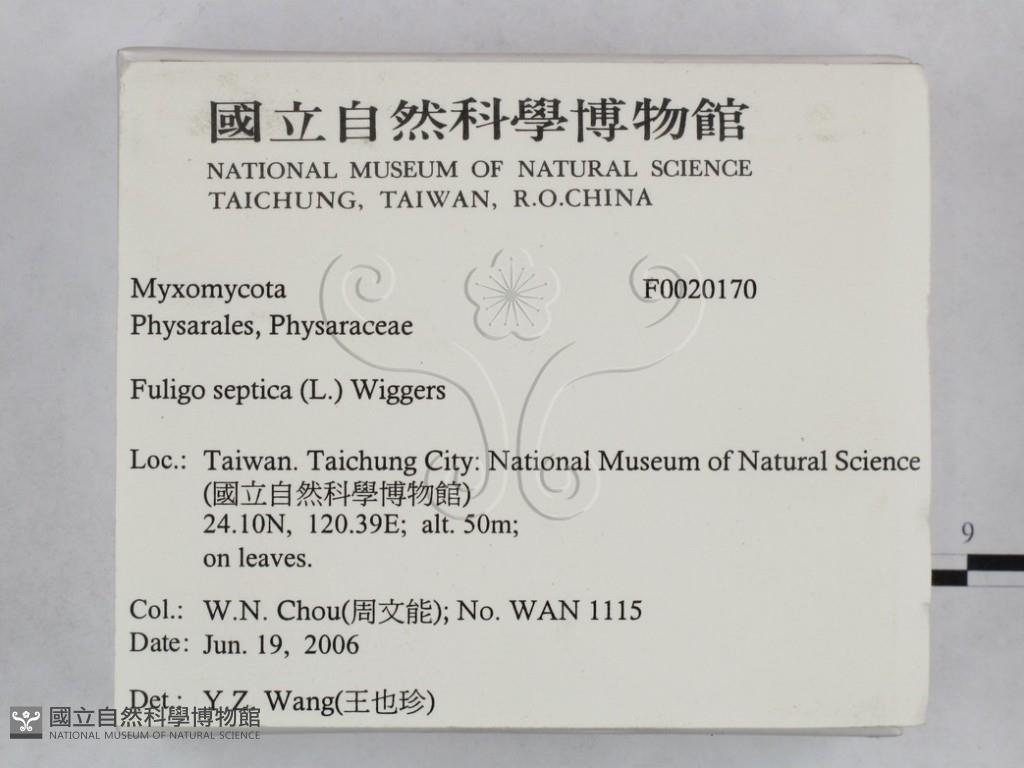 國立自然科學博物館
NATIONAL MUSEUM OF NATURAL SCIENCE
TAICHUNG, TAIWAN, R.O.CHINA
Myxomycota F0020170
Physarales, Physaraceae
Fuligo septica (L.) Wiggers
Loc.: Taiwan. Taichung City: National Museum of Natural Science
(國立自然科學博物館)
24.10N, 120.39E; alt. 50m;
on leaves.
9
Col.: W.N. Chou(周文能); No. WAN 1115
Date: Jun. 19, 2006
Det.: Y.Z. Wang(王也珍)
國立自然科學博物館
NATIONAL MUSEUM OF NATURAL SCIENCE